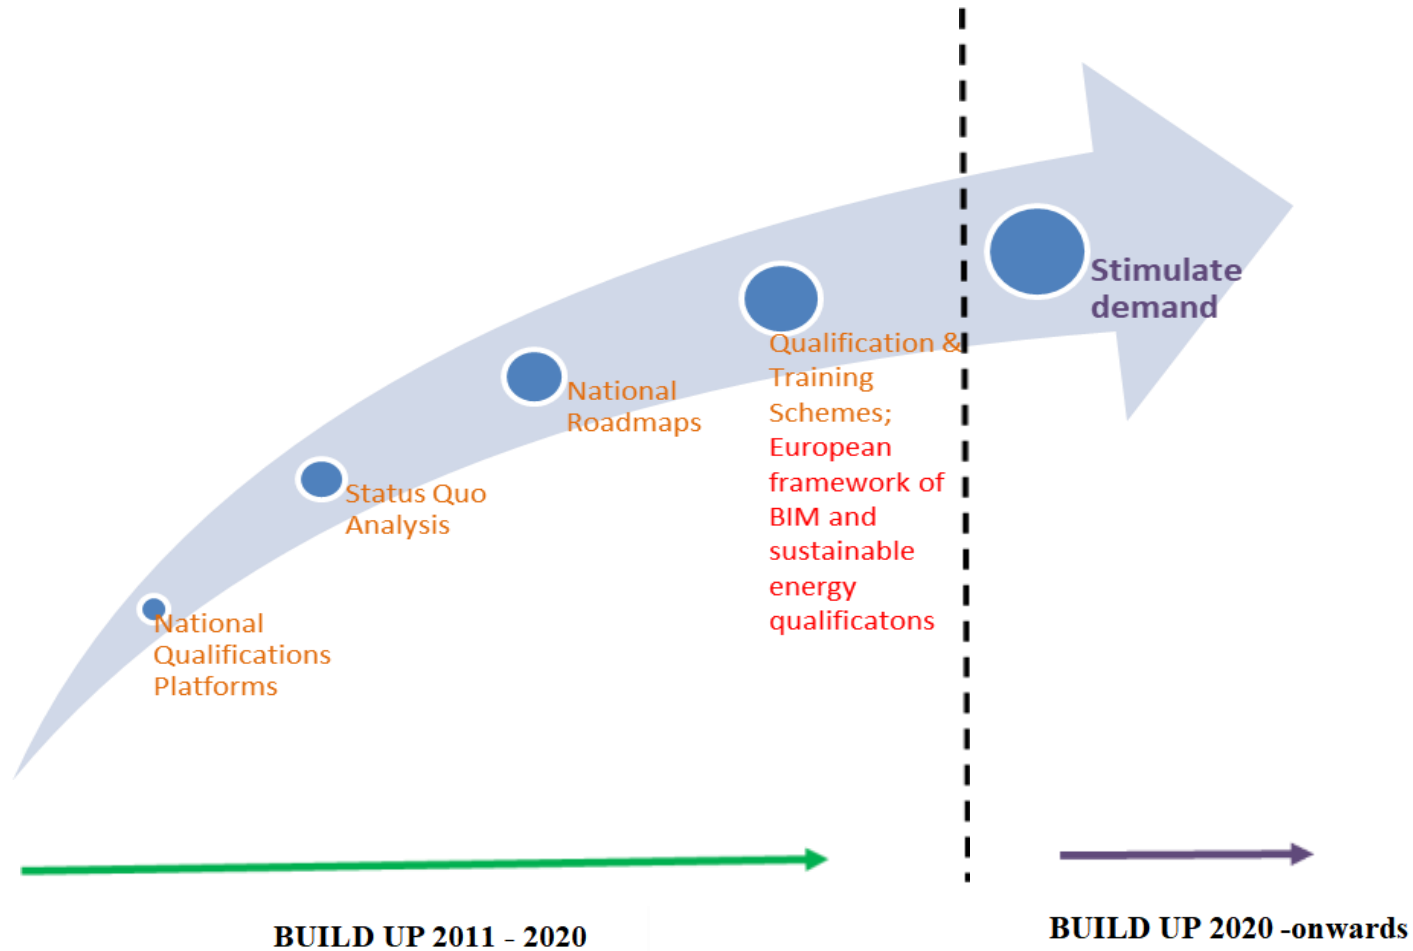 Stimulate
demand
Qualification &
Training
Schemes;
European
framework of
BIM and
sustainable
energy
qualificatons
National
Roadmaps
Status Quo
Analysis
National
Qualifications
Platforms
BUILD UP 2011 - 2020
BUILD UP 2020 -onwards